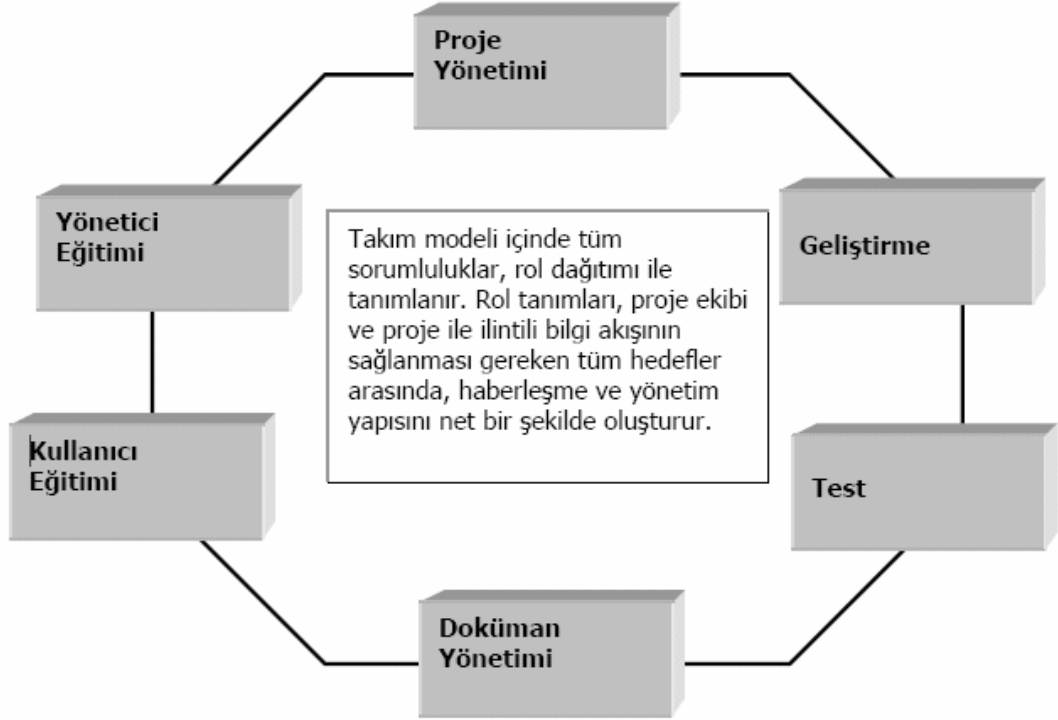 Proje
Yönetimi
Yönetici
Eğitimi
Takım modeli içinde tüm
sorumluluklar, rol dağıtımı ile
tanımlanır. Rol tanımları, proje ekibi
ve proje ile ilintili bilgi akışının
sağlanması gereken tüm hedefler
arasında, haberleşme ve yönetim
yapısını net bir şekilde oluşturur.
Geliştirme
Kullanıcı
Eğitimi
Test
Doküman
Yönetimi